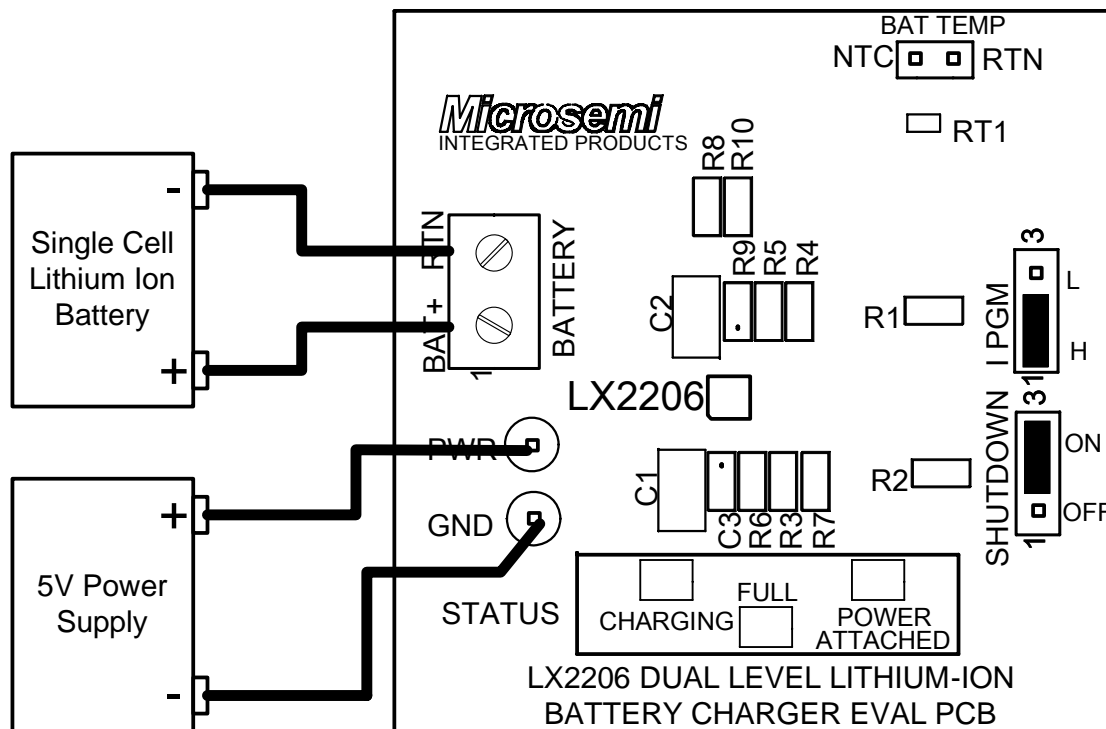 BAT TEMP
NTC
RTN
Microsemi
INTEGRATED PRODUCTS
RT1
R8
R10
-
Single Cell
Lithium Ion
Battery
+
RTN
BAT+
BATTERY
1
R9
R5
R4
C2
R1
3
L
I PGM
H
1
LX2206
PWR
GND
+
5V Power
Supply
-
C1
C3
R6
R3
R7
R2
3
ON
SHUTDOWN
OFF
1
STATUS
CHARGING
FULL
POWER
ATTACHED
LX2206 DUAL LEVEL LITHIUM-ION
BATTERY CHARGER EVAL PCB